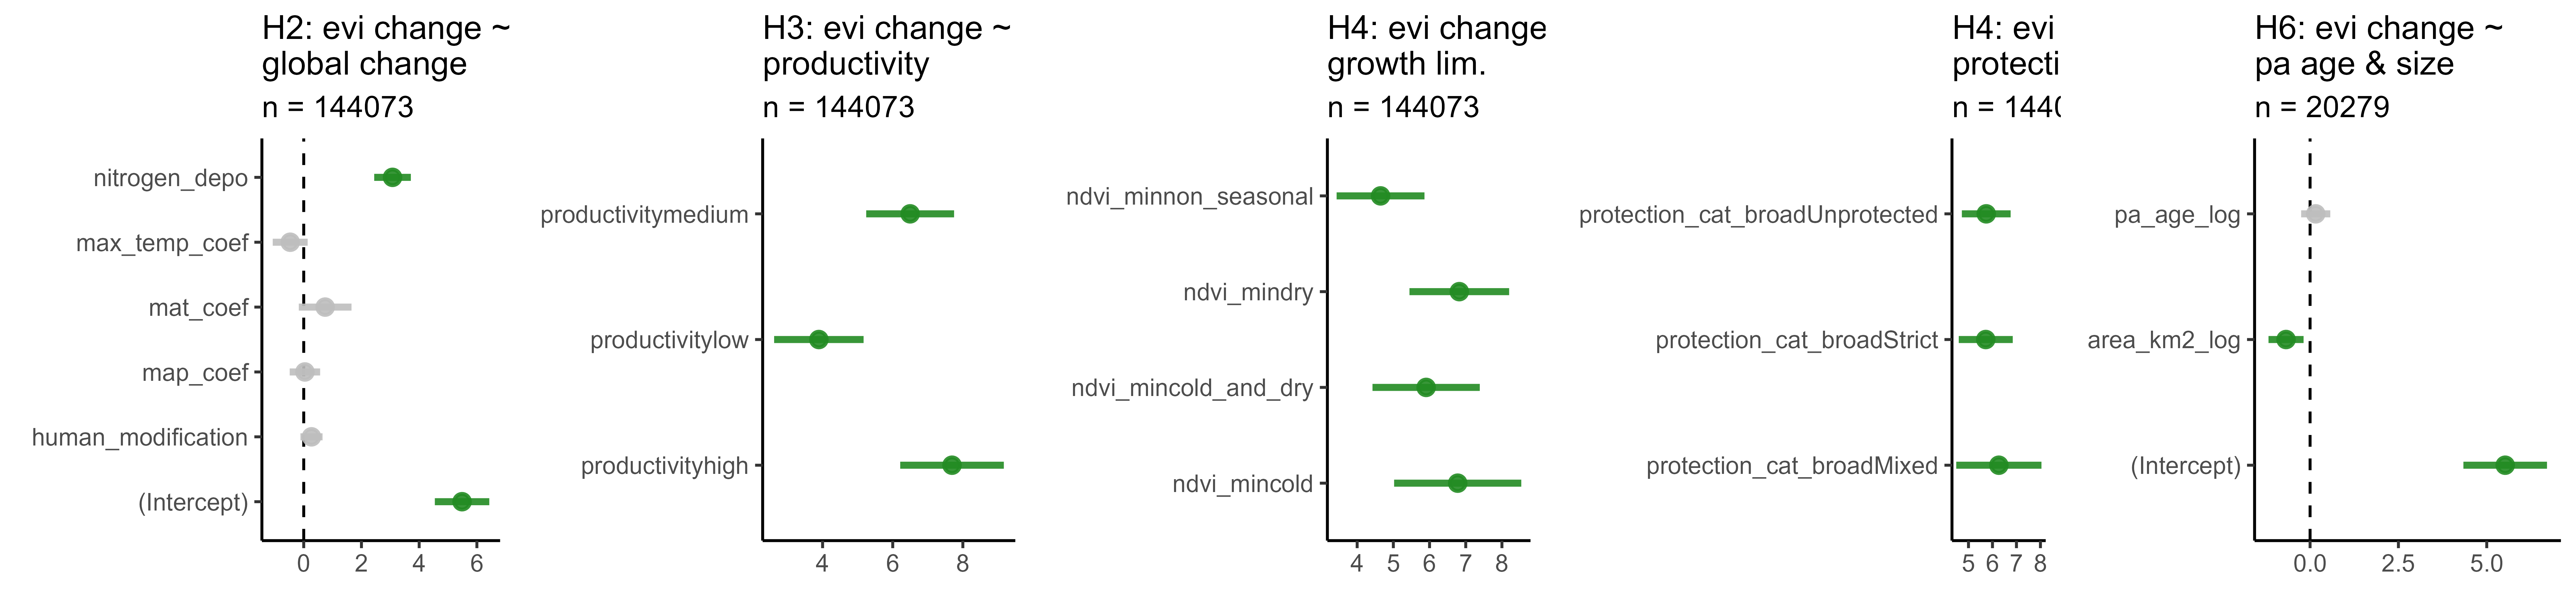 H2: evi change ~
global change
n = 144073
nitrogen_depo
max_temp_coef
mat_coef
map_coef
human_modification
(Intercept)
0 2 4 6
H3: evi change ~
productivity
n = 144073
productivitymedium
productivitylow
productivityhigh
4 6 8
H4: evi change
growth lim.
n = 144073
ndvi_minnon_seasonal
ndvi_mindry
ndvi_mincold_and_dry
ndvi_mincold
4 5 6 7 8
H4: evi
protecti
n = 144
protection_cat_broadUnprotected
protection_cat_broadStrict
protection_cat_broadMixed
5 6 7 8
H6: evi change ~
pa age & size
n = 20279
pa_age_log
area_km2_log
(Intercept)
0.0 2.5 5.0